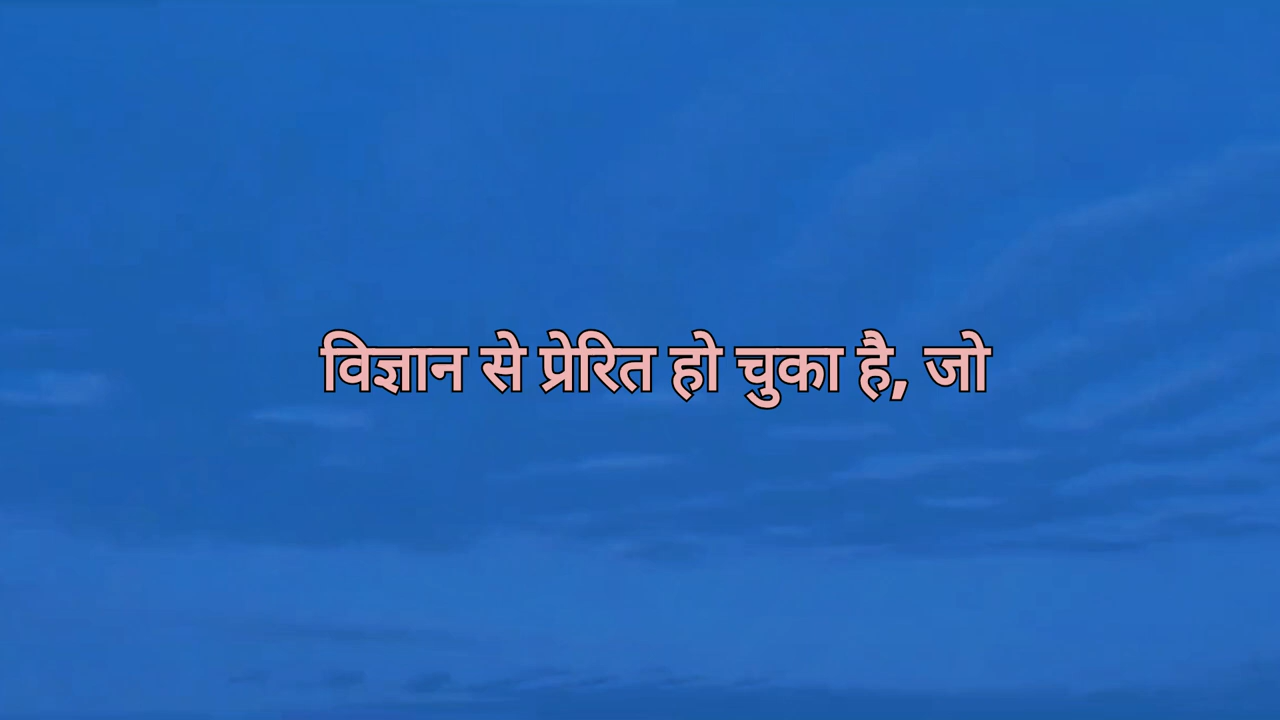 विज्ञान से प्रेरित हो चुका है, जो